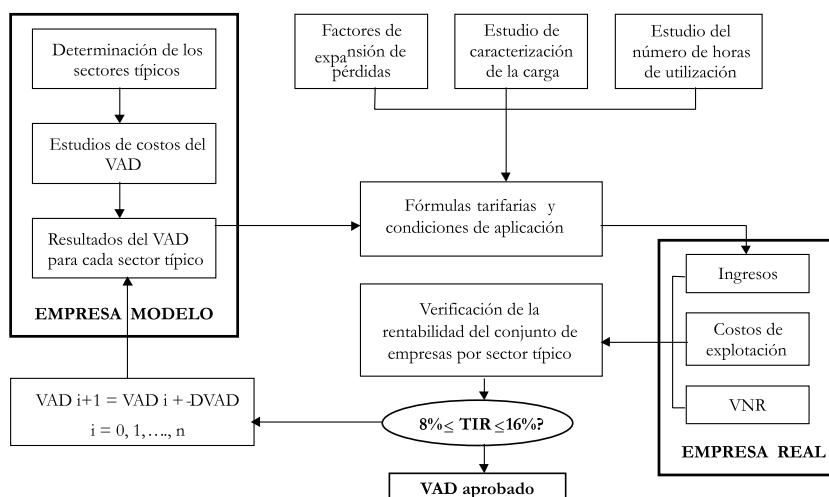 Determinación de los
sectores típicos
Estudios de costos del
VAD
Resultados del VAD
para cada sector típico
EMPRESA MODELO
Factores de
expansión de
pérdidas
Estudio de
caracterización
de la carga
Estudio del
número de horas
de utilización
Fórmulas tarifarias y
condiciones de aplicación
Ingresos
Costos de
explotación
VNR
EMPRESA REAL
Verificación de la
rentabilidad del conjunto de
empresas por sector típico
VAD i+1 = VAD i +-DVAD
i = 0, 1,...., n
8%≤ TIR ≤16%?
VAD aprobado